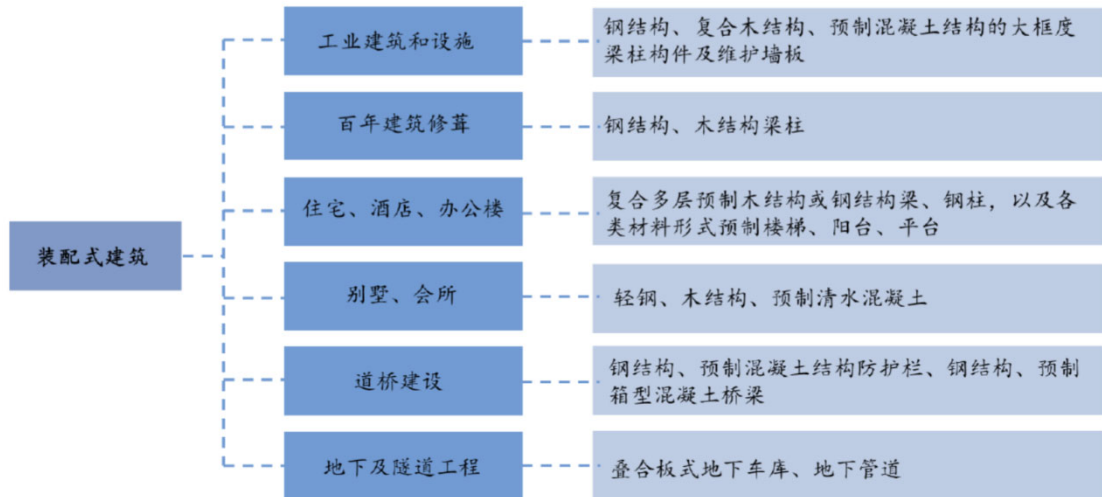 装配式建筑
工业建筑和设施
钢结构、复合木结构、预制混凝土结构的大框度
梁柱构件及维护墙板
百年建筑修葺
钢结构、木结构梁柱
住宅、酒店、办公楼
复合多层预制木结构或钢结构梁、钢柱，以及各
类材料形式预制楼梯、阳台、平台
别墅、会所
轻钢、木结构、预制清水混凝土
道桥建设
钢结构、预制混凝土结构防护栏、钢结构、预制
箱型混凝土桥梁
地下及隧道工程
叠合板式地下车库、地下管道